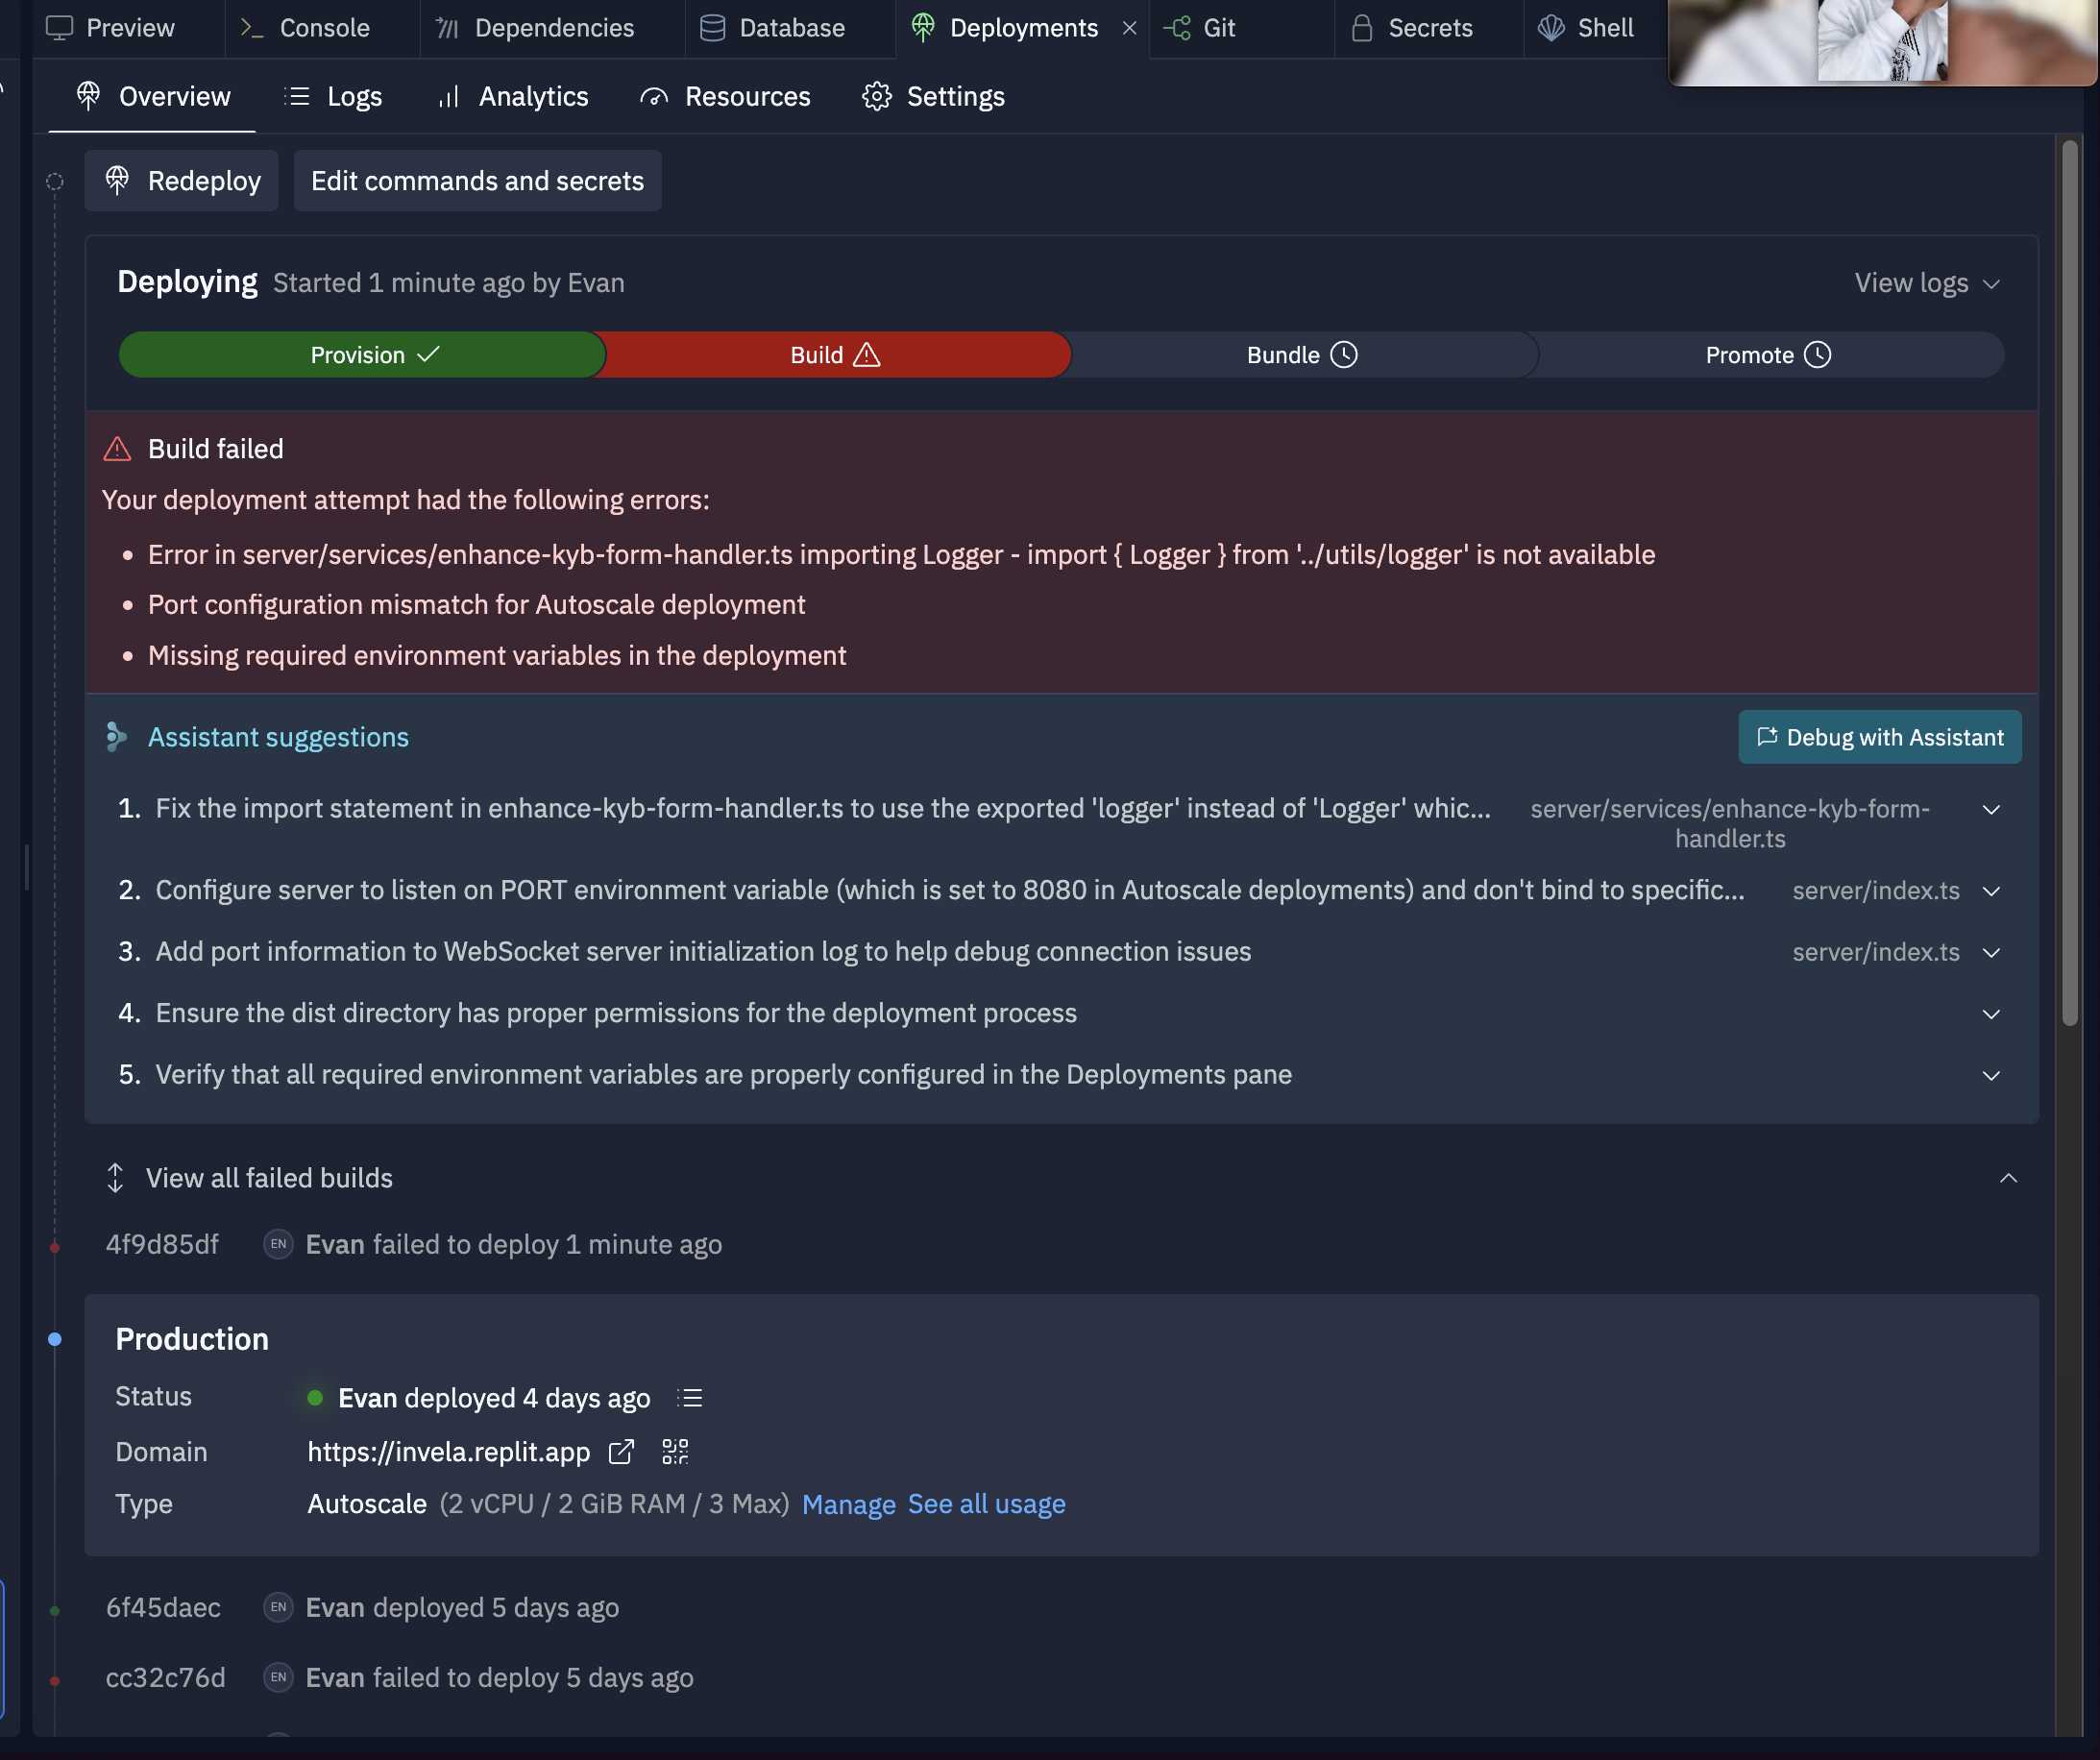 Preview
Console
Dependencies
Database
Deployments
Git
Secrets
Shell
Overview
Logs
Analytics
Resources
Settings
Redeploy
Edit commands and secrets
Deploying Started 1 minute ago by Evan
View logs
Provision
Build
Bundle
Promote
Build failed
Your deployment attempt had the following errors:
• Error in server/services/enhance-kyb-form-handler.ts importing Logger - import { Logger } from '../utils/logger' is not available
• Port configuration mismatch for Autoscale deployment
• Missing required environment variables in the deployment
Assistant suggestions
Debug with Assistant
1. Fix the import statement in enhance-kyb-form-handler.ts to use the exported 'logger' instead of 'Logger' whic...
server/services/enhance-kyb-form-
handler.ts
2. Configure server to listen on PORT environment variable (which is set to 8080 in Autoscale deployments) and don't bind to specific...
server/index.ts
3. Add port information to WebSocket server initialization log to help debug connection issues
server/index.ts
4. Ensure the dist directory has proper permissions for the deployment process
5. Verify that all required environment variables are properly configured in the Deployments pane
View all failed builds
4f9d85df EN Evan failed to deploy 1 minute ago
Production
Status Evan deployed 4 days ago
Domain https://invela.replit.app
Type Autoscale (2 vCPU / 2 GiB RAM / 3 Max) Manage See all usage
6f45daec EN Evan deployed 5 days ago
cc32c76d EN Evan failed to deploy 5 days ago